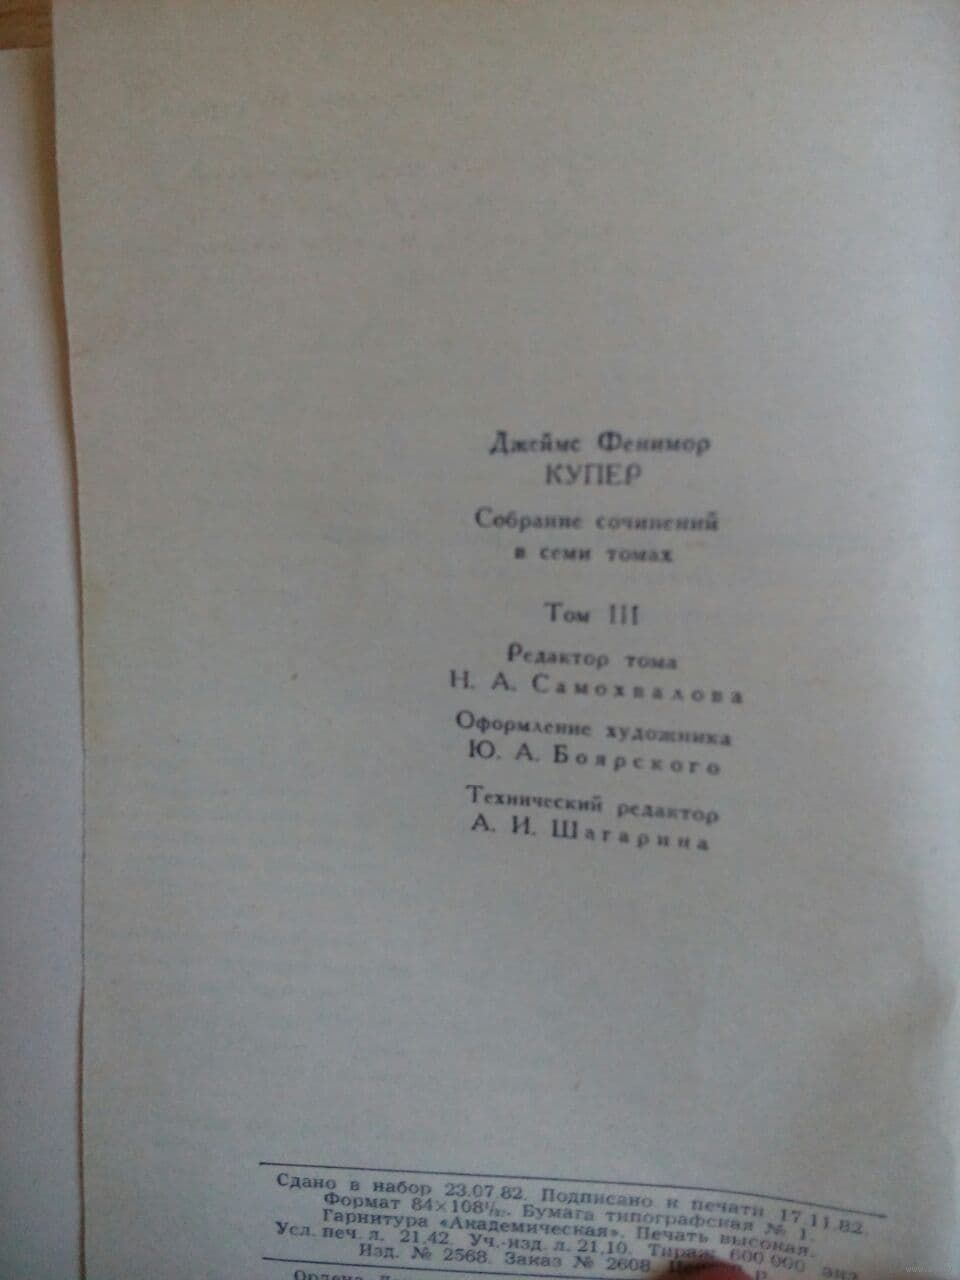 Джеймс Фенимор
КУПЕР
Собрание сочинений
в семи томах
Том III
Редактор тома
Н. А. Самохвалова
Оформление художника
Ю. А. Боярского
Технический редактор
А. И. Шагарина
Сдано в набор 23.07.82. Подписано к печати 17.11.82.
Формат 84×108¹/₃₂. Бумага типографская № 1.
Гарнитура «Академическая». Печать высокая.
Усл. печ. л. 21,42. Уч.-изд. л. 21,10. Тираж 600 000 экз.
Изд. № 2568. Заказ № 2608.
Ордена